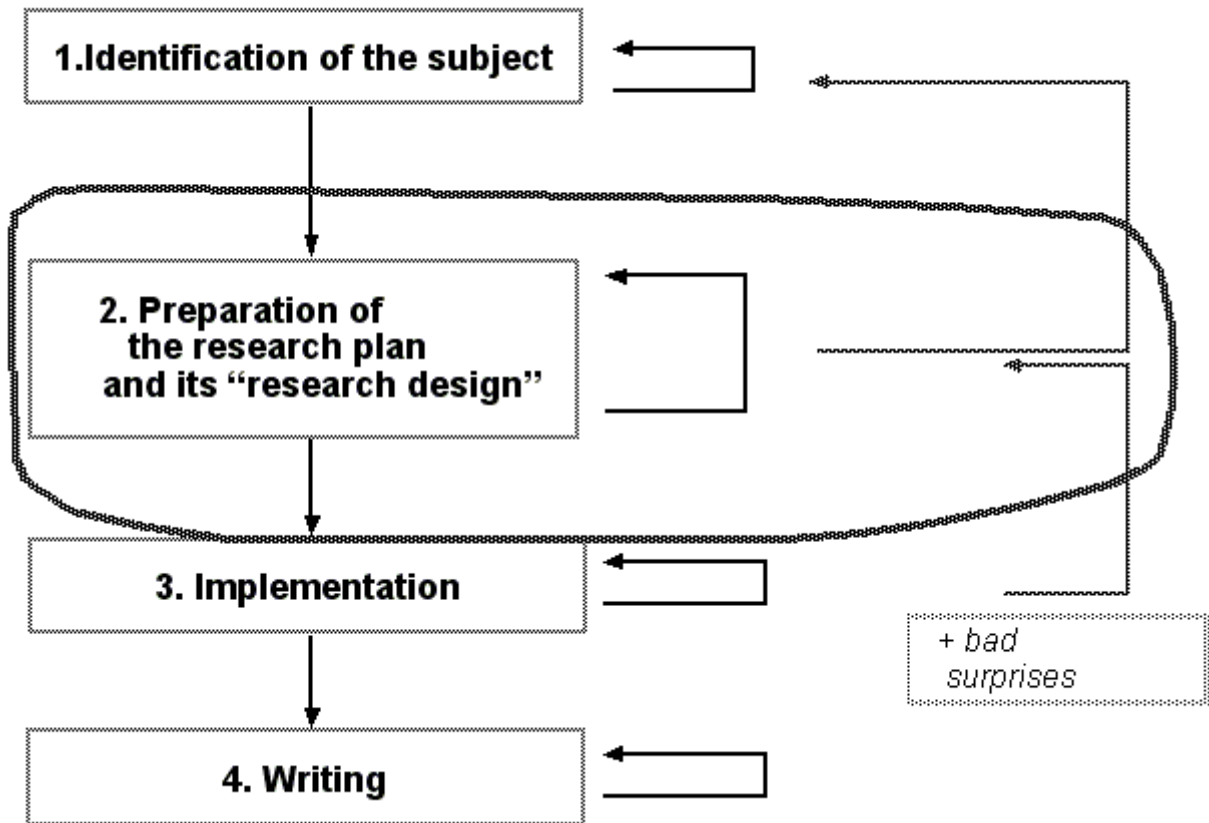 1.Identification of the subject
2. Preparation of
the research plan
and its “research design”
3. Implementation
+ bad
surprises
4. Writing